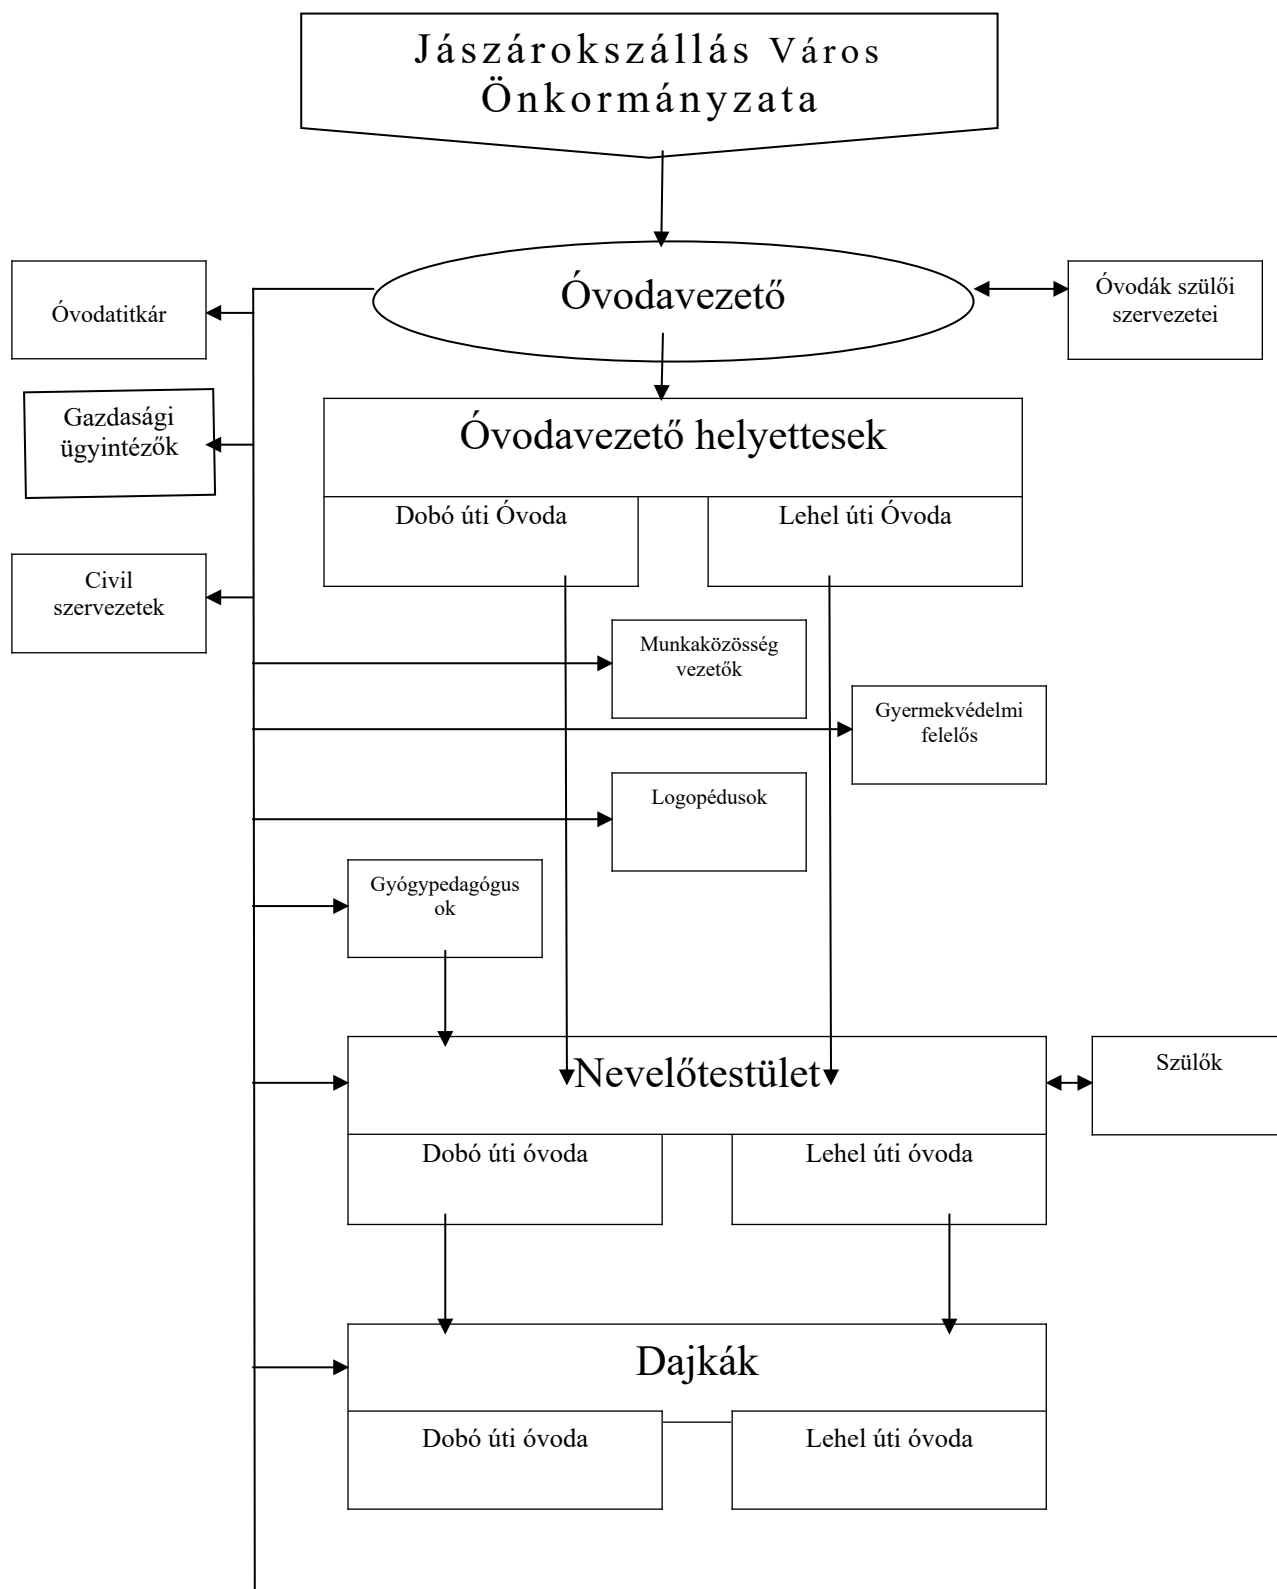 Jászárokszállás Város
Önkormányzata
Óvodavezető
Óvodatitkár
Óvodák szülői
szervezetei
Gazdasági
ügyintézők
Óvodavezető helyettesek
Dobó úti Óvoda
Lehel úti Óvoda
Civil
szervezetek
Munkaközösség
vezetők
Gyermekvédelmi
felelős
Logopédusok
Gyógypedagógus
ok
Nevelőtestület
Szülők
Dobó úti óvoda
Lehel úti óvoda
Dajkák
Dobó úti óvoda
Lehel úti óvoda